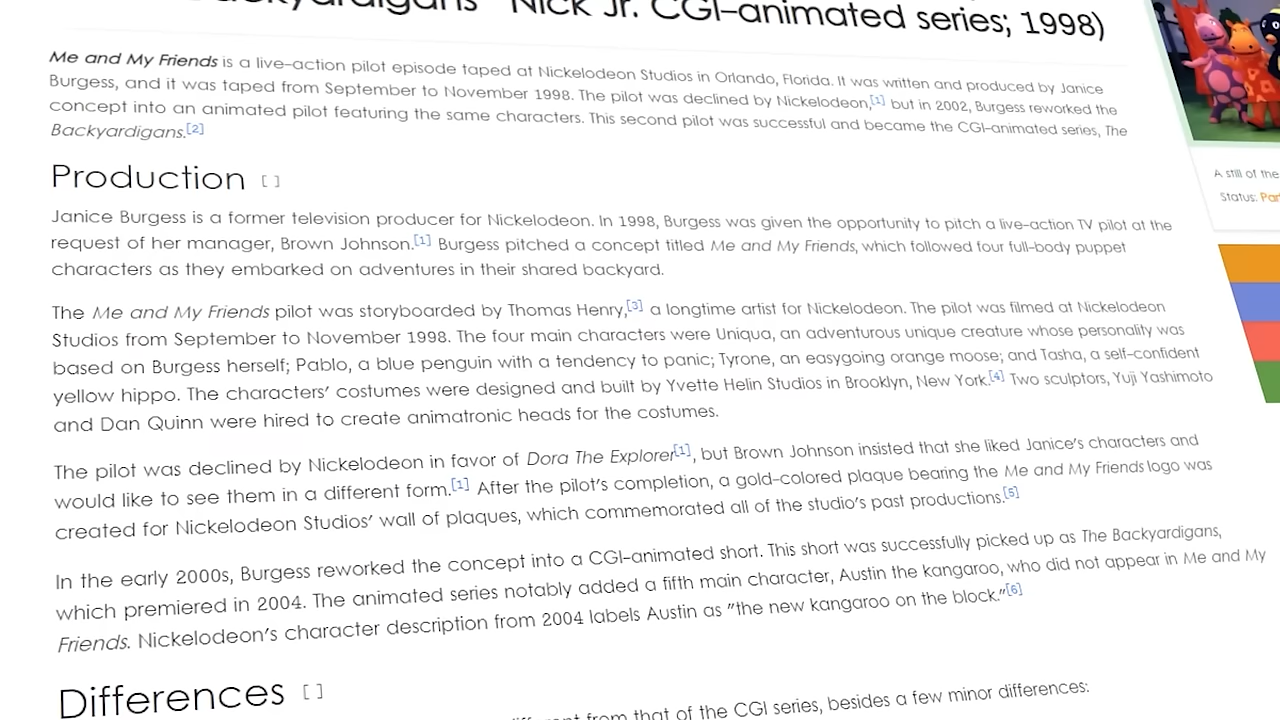 Nick Jr. CGI–animated series; 1998)
Me and My Friends is a live–action pilot episode taped at Nickelodeon Studios in Orlando, Florida. It was written and produced by Janice
Burgess, and it was taped from September to November 1998. The pilot was declined by Nickelodeon,[1] but in 2002, Burgess reworked the
concept into an animated pilot featuring the same characters. This second pilot was successful and became the CGI–animated series, The
Backyardigans.[2]
A still of the
Status:
Production [ ]
Janice Burgess is a former television producer for Nickelodeon. In 1998, Burgess was given the opportunity to pitch a live–action TV pilot at the
request of her manager, Brown Johnson.[1] Burgess pitched a concept titled Me and My Friends, which followed four full–body puppet
characters as they embarked on adventures in their shared backyard.
The Me and My Friends pilot was storyboarded by Thomas Henry,[3] a longtime artist for Nickelodeon. The pilot was filmed at Nickelodeon
Studios from September to November 1998. The four main characters were Uniqua, an adventurous unique creature whose personality was
based on Burgess herself; Pablo, a blue penguin with a tendency to panic; Tyrone, an easygoing orange moose; and Tasha, a self–confident
yellow hippo. The characters' costumes were designed and built by Yvette Helin Studios in Brooklyn, New York.[4] Two sculptors, Yuji Yashimoto
and Dan Quinn were hired to create animatronic heads for the costumes.
The pilot was declined by Nickelodeon in favor of Dora The Explorer[1], but Brown Johnson insisted that she liked Janice's characters and
would like to see them in a different form.[1] After the pilot's completion, a gold–colored plaque bearing the Me and My Friends logo was
created for Nickelodeon Studios' wall of plaques, which commemorated all of the studio's past productions.[5]
In the early 2000s, Burgess reworked the concept into a CGI–animated short. This short was successfully picked up as The Backyardigans,
which premiered in 2004. The animated series notably added a fifth main character, Austin the kangaroo, who did not appear in Me and My
Friends. Nickelodeon's character description from 2004 labels Austin as "the new kangaroo on the block."[6]
Differences [ ]
from that of the CGI series, besides a few minor differences: